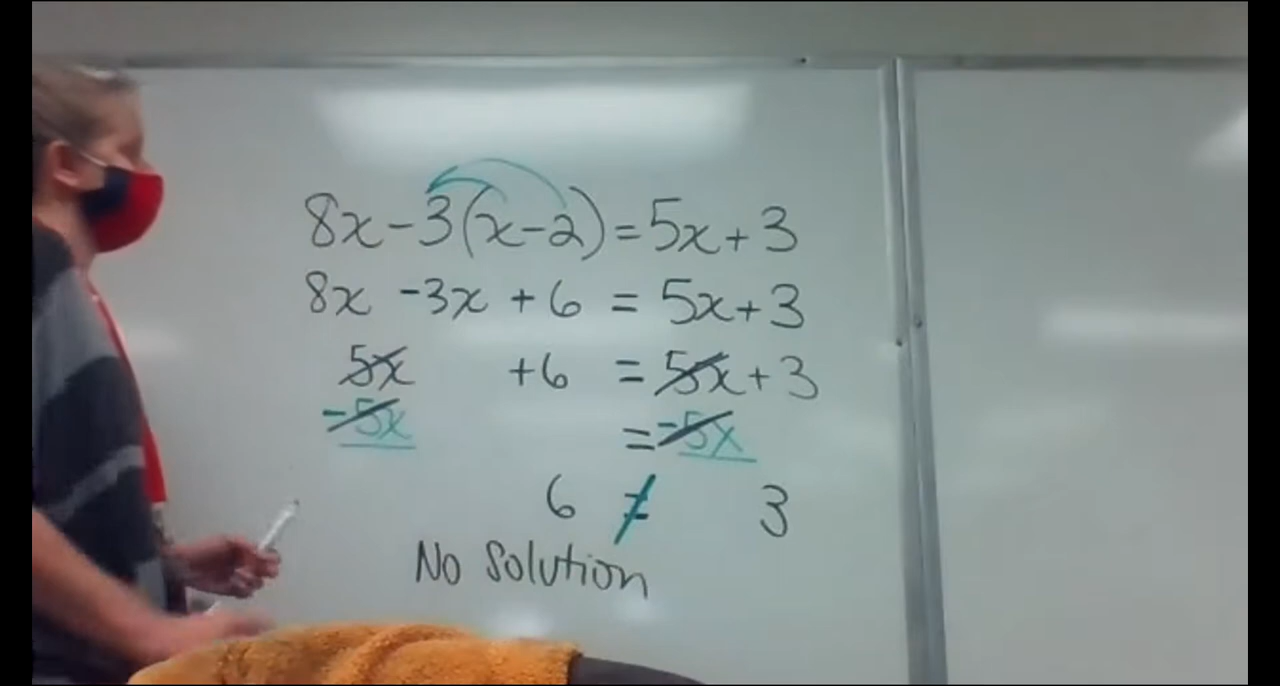 8x-3(x-2)=5x+3
8x -3x +6 = 5x+3
5x +6 = 5x+3
-5x =-5x
6 ≠ 3
No Solution